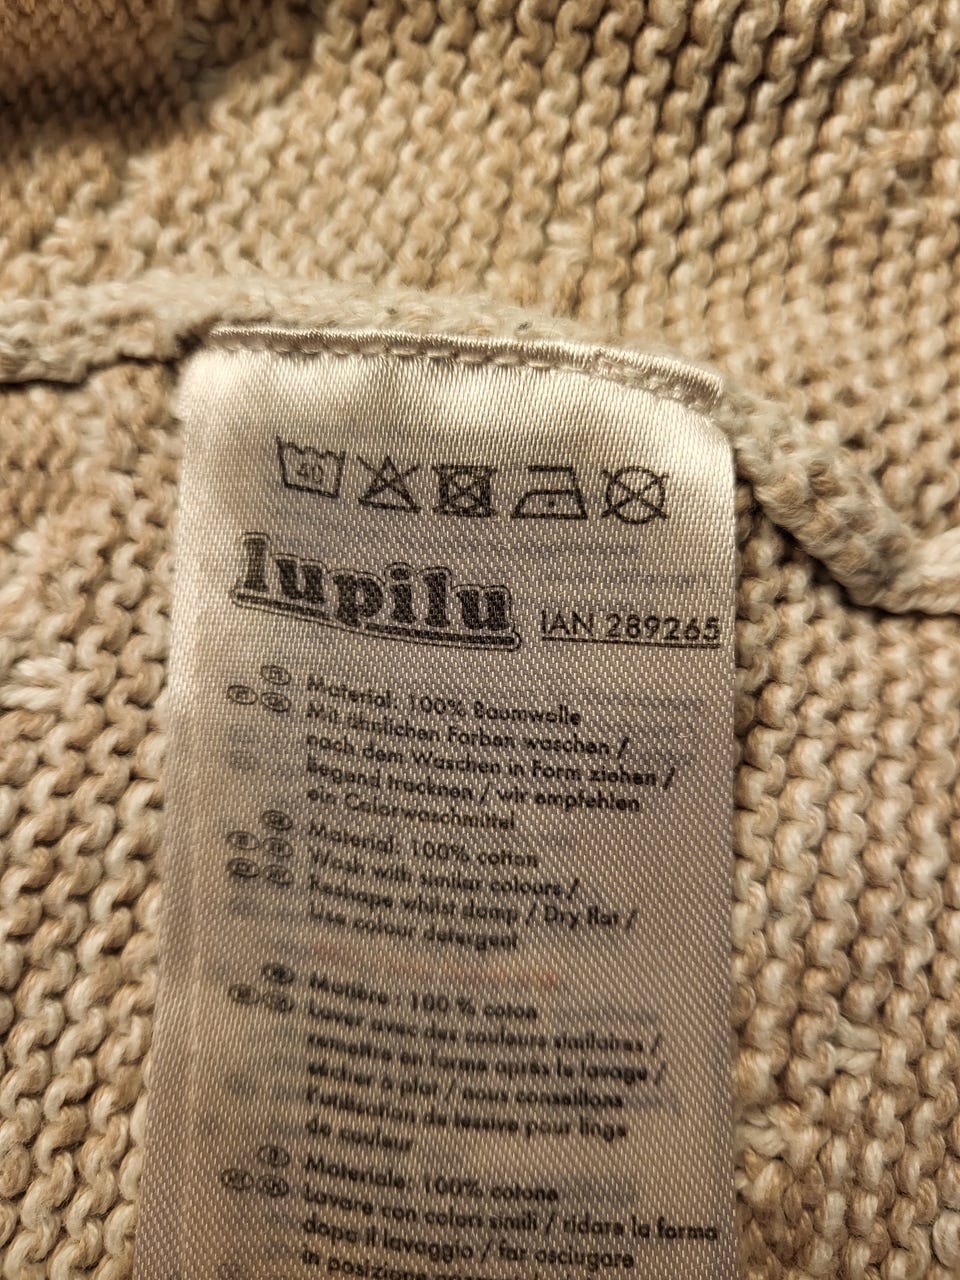 40
lupilu
IAN 289265
Material: 100% Baumwolle
Mit ähnlichen Farben waschen /
nach dem Waschen in Form ziehen /
liegend trocknen / wir empfehlen
ein Colorwaschmittel
Material: 100% cotton
Wash with similar colours /
Reshape whilst damp / Dry flat /
Use colour detergent
Matière : 100 % coton
Laver avec des couleurs similaires /
remettre en forme après le lavage /
sécher à plat / nous conseillons
l'utilisation de lessive pour linge
de couleur
Materiale: 100% cotone
Lavare con colori simili / ridare la forma
dopo il lavaggio / far asciugare
in posizione